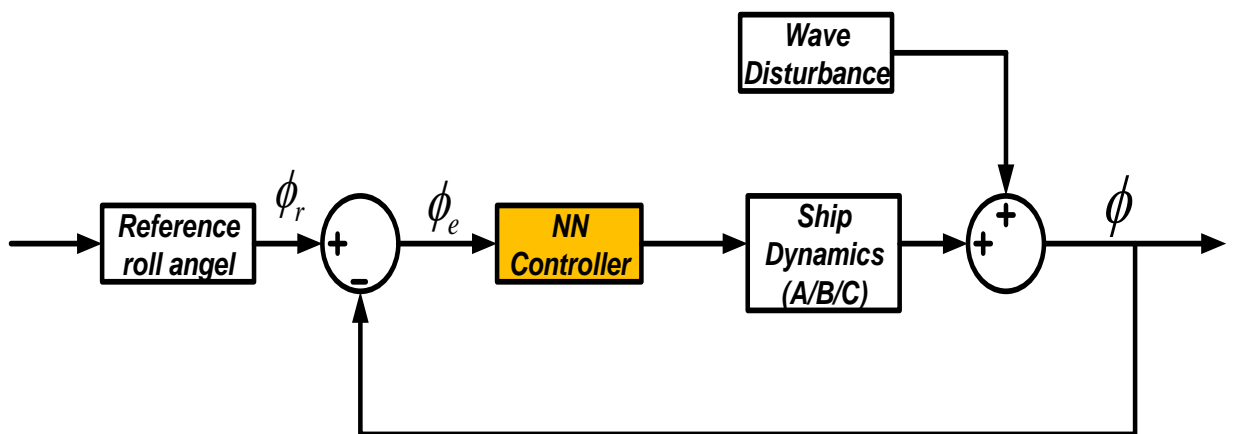 Wave
Disturbance
ϕr
ϕe
ϕ
Reference
roll angel
+
−
NN
Controller
Ship
Dynamics
(A/B/C)
+
+